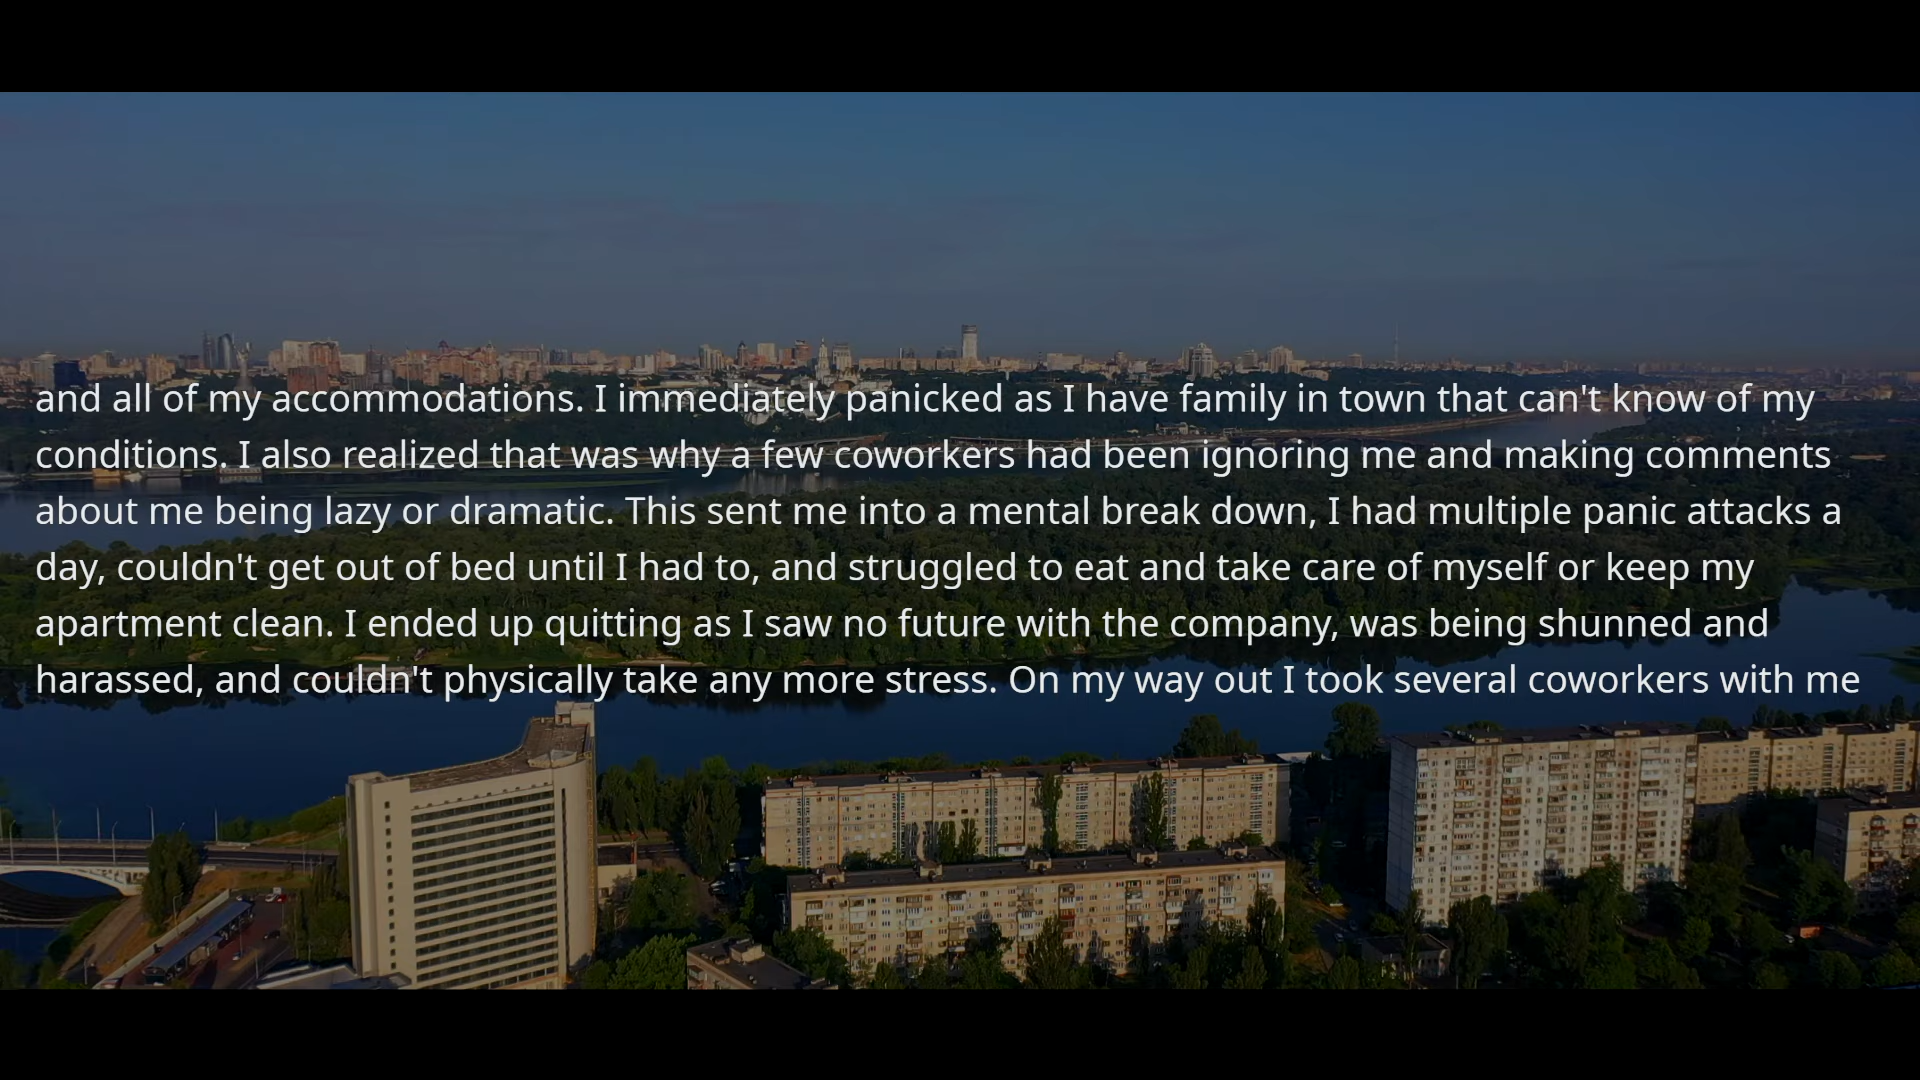 and all of my accommodations. I immediately panicked as I have family in town that can't know of my
conditions. I also realized that was why a few coworkers had been ignoring me and making comments
about me being lazy or dramatic. This sent me into a mental break down, I had multiple panic attacks a
day, couldn't get out of bed until I had to, and struggled to eat and take care of myself or keep my
apartment clean. I ended up quitting as I saw no future with the company, was being shunned and
harassed, and couldn't physically take any more stress. On my way out I took several coworkers with me